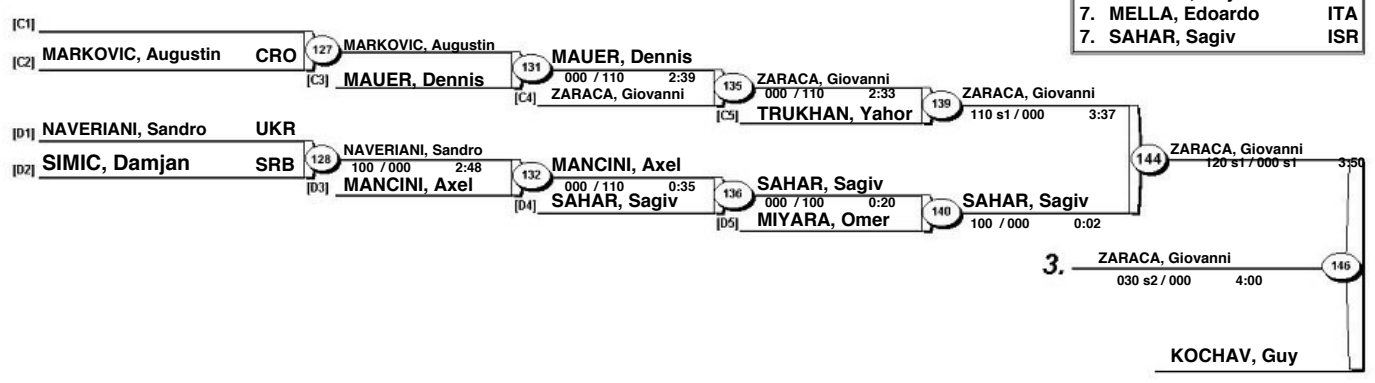 7. MELLA, Edoardo ITA
7. SAHAR, Sagiv ISR
[C1]
[C2] MARKOVIC, Augustin CRO
127
MARKOVIC, Augustin
[C3] MAUER, Dennis
131
MAUER, Dennis
000 / 110 2:39
[C4] ZARACA, Giovanni
135
ZARACA, Giovanni
000 / 110 2:33
[C5] TRUKHAN, Yahor
139
ZARACA, Giovanni
110 s1 / 000 3:37
[D1] NAVERIANI, Sandro UKR
[D2] SIMIC, Damjan SRB
128
NAVERIANI, Sandro
100 / 000 2:48
[D3] MANCINI, Axel
132
MANCINI, Axel
000 / 110 0:35
[D4] SAHAR, Sagiv
136
SAHAR, Sagiv
000 / 100 0:20
[D5] MIYARA, Omer
140
SAHAR, Sagiv
100 / 000 0:02
144
ZARACA, Giovanni
120 s1 / 000 s1 3:50
3. ZARACA, Giovanni
030 s2 / 000 4:00
146
KOCHAV, Guy